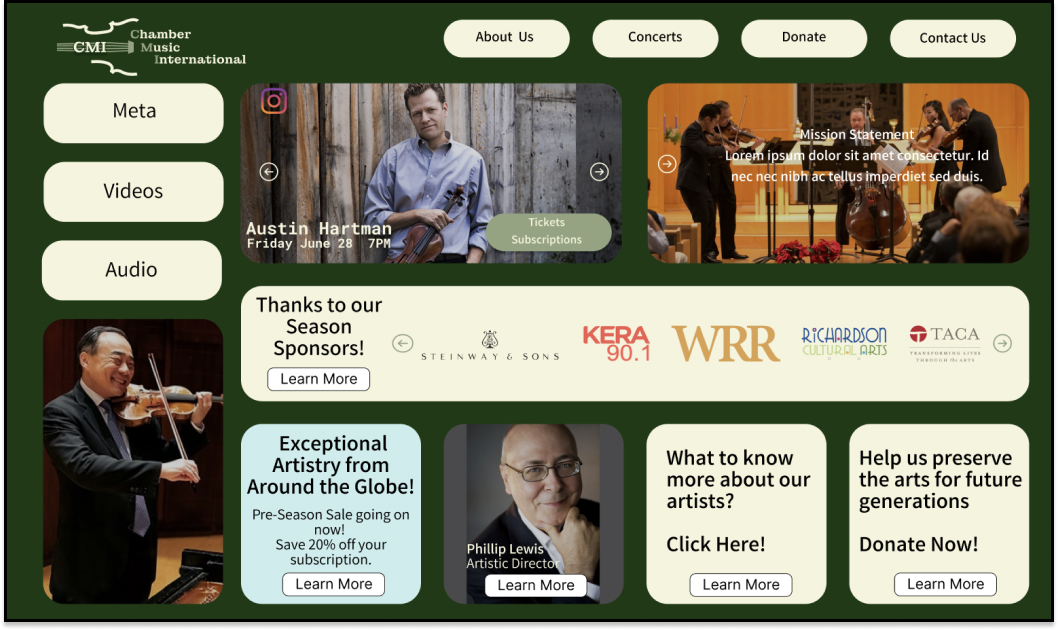 CMI
Chamber
Music
International
About Us
Concerts
Donate
Contact Us
Meta
Videos
Audio
Austin Hartman
Friday June 28 7PM
Tickets
Subscriptions
Mission Statement
Lorem ipsum dolor sit amet consectetur. Id
nec nec nibh ac tellus imperdiet sed duis.
Thanks to our
Season
Sponsors!
Learn More
STEINWAY & SONS
KERA
90.1
WRR
RICHARDSON
CULTURAL ARTS
TACA
TRANSFORMING LIVES
THROUGH the ARTS
Exceptional
Artistry from
Around the Globe!
Pre-Season Sale going on
now!
Save 20% off your
subscription.
Learn More
Phillip Lewis
Artistic Director
Learn More
What to know
more about our
artists?
Click Here!
Learn More
Help us preserve
the arts for future
generations
Donate Now!
Learn More